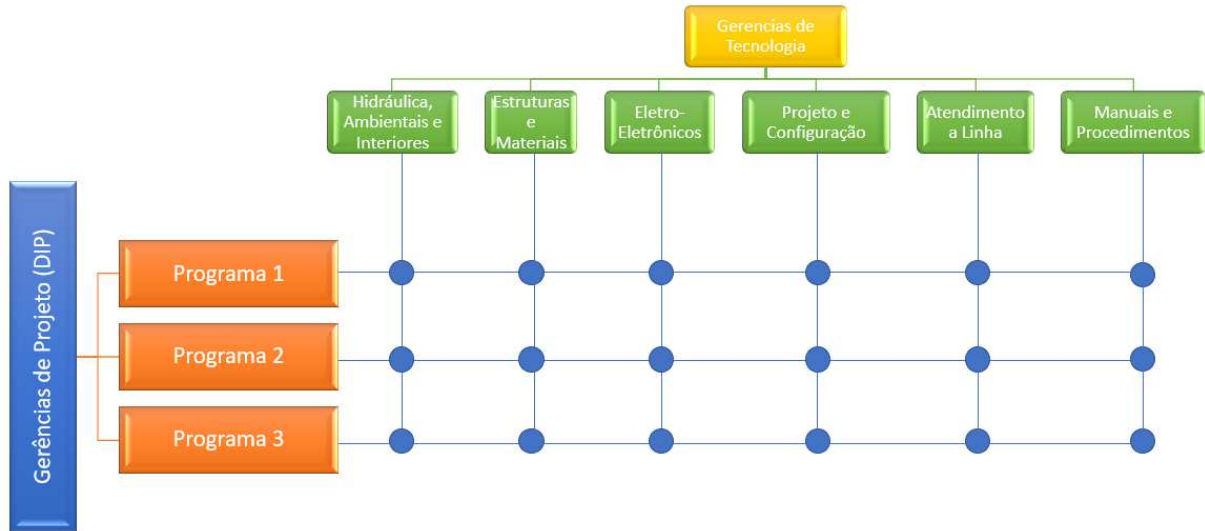 Gerencias de
Tecnologia
Hidráulica,
Ambientais e
Interiores
Estruturas
e
Materiais
Eletro-
Eletrônicos
Projeto e
Configuração
Atendimento
a Linha
Manuais e
Procedimentos
Gerências de Projeto (DIP)
Programa 1
Programa 2
Programa 3